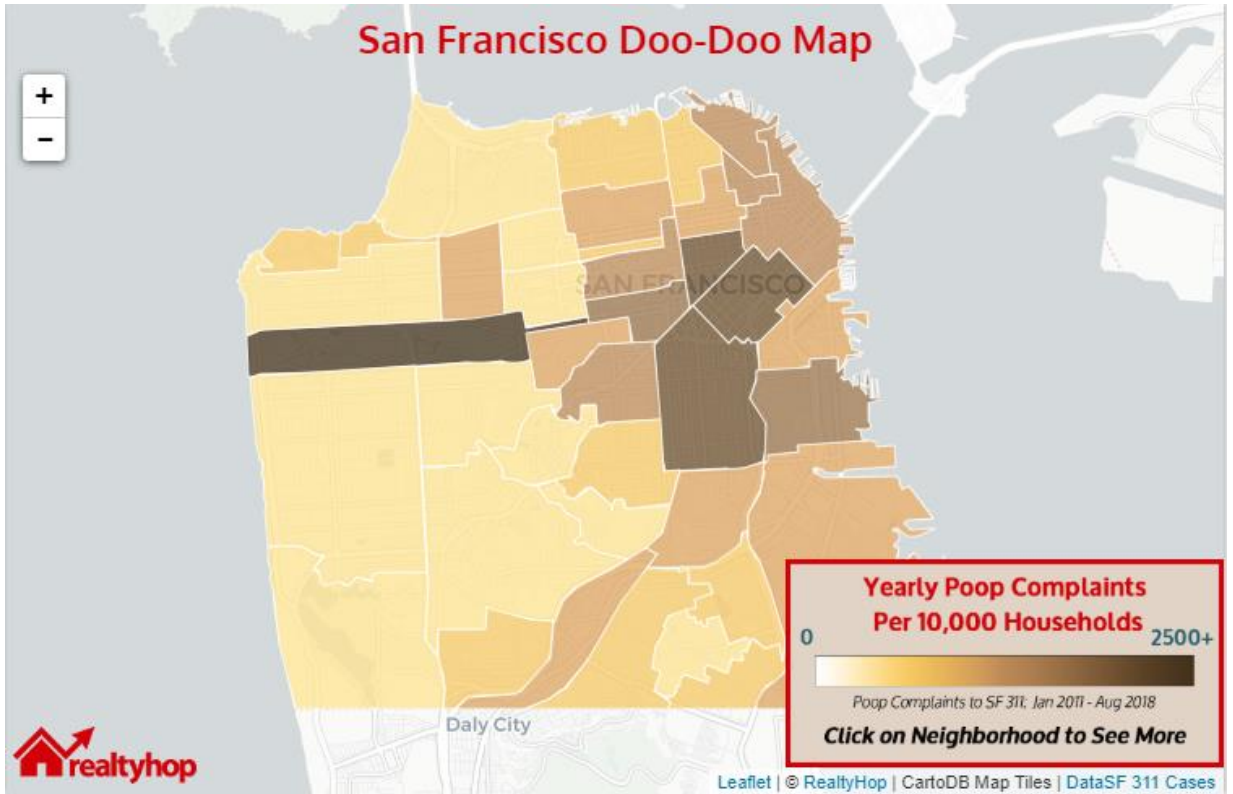 San Francisco Doo-Doo Map
+
−
SAN FRANCISCO
Yearly Poop Complaints
Per 10,000 Households
0
2500+
Poop Complaints to SF 311; Jan 2011 - Aug 2018
Click on Neighborhood to See More
Daly City
realtyhop
Leaflet | © RealtyHop | CartoDB Map Tiles | DataSF 311 Cases